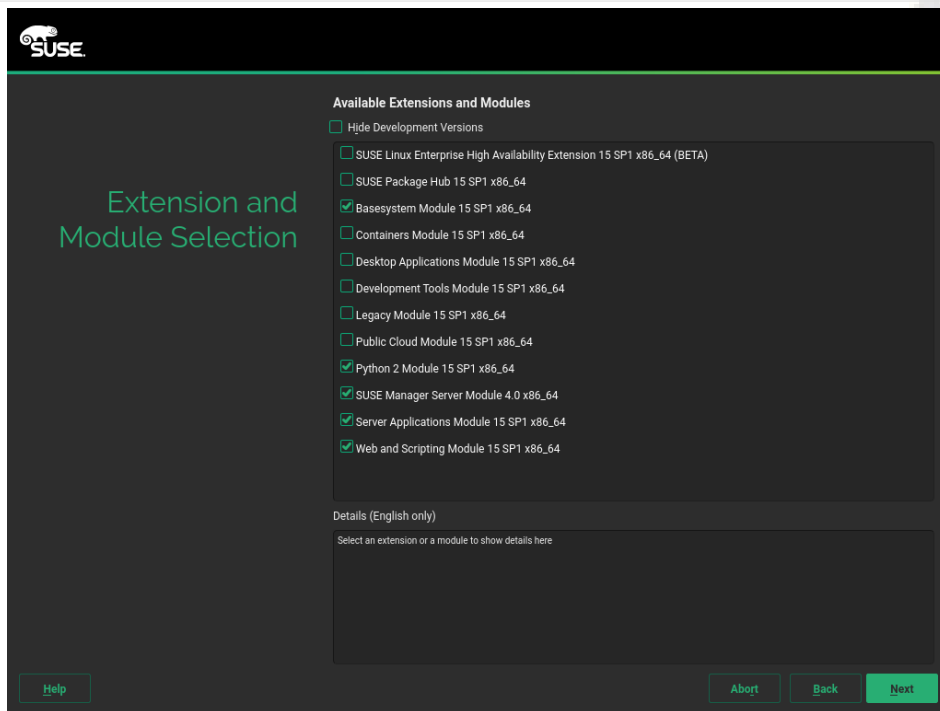 SUSE.
Extension and
Module Selection
Available Extensions and Modules
Hide Development Versions
SUSE Linux Enterprise High Availability Extension 15 SP1 x86_64 (BETA)
SUSE Package Hub 15 SP1 x86_64
Basesystem Module 15 SP1 x86_64
Containers Module 15 SP1 x86_64
Desktop Applications Module 15 SP1 x86_64
Development Tools Module 15 SP1 x86_64
Legacy Module 15 SP1 x86_64
Public Cloud Module 15 SP1 x86_64
Python 2 Module 15 SP1 x86_64
SUSE Manager Server Module 4.0 x86_64
Server Applications Module 15 SP1 x86_64
Web and Scripting Module 15 SP1 x86_64
Details (English only)
Select an extension or a module to show details here
Help
Abort
Back
Next